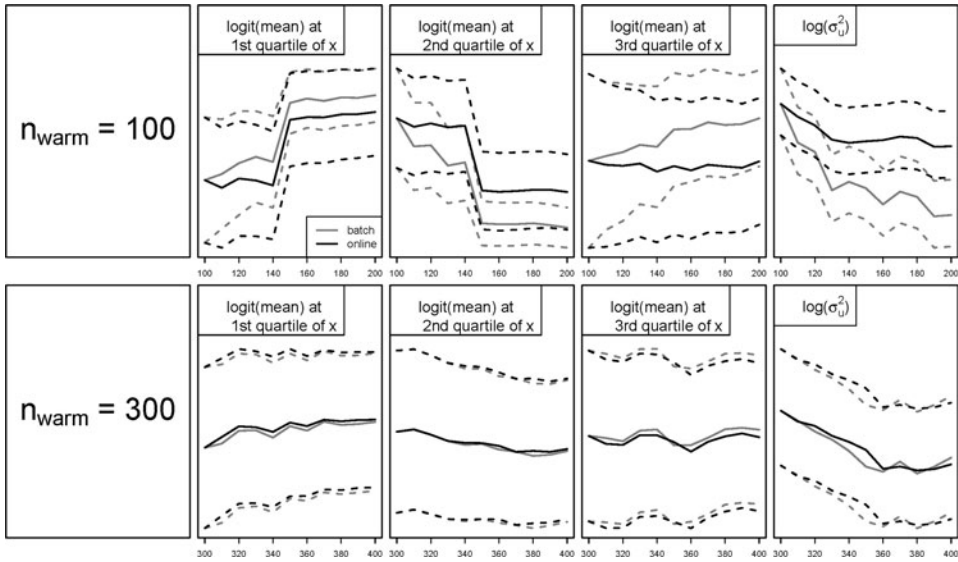 n_warm = 100
logit(mean) at
1st quartile of x
logit(mean) at
2nd quartile of x
logit(mean) at
3rd quartile of x
log(σ_u^2)
batch
online
100 120 140 160 180 200
100 120 140 160 180 200
100 120 140 160 180 200
100 120 140 160 180 200
n_warm = 300
logit(mean) at
1st quartile of x
logit(mean) at
2nd quartile of x
logit(mean) at
3rd quartile of x
log(σ_u^2)
300 320 340 360 380 400
300 320 340 360 380 400
300 320 340 360 380 400
300 320 340 360 380 400